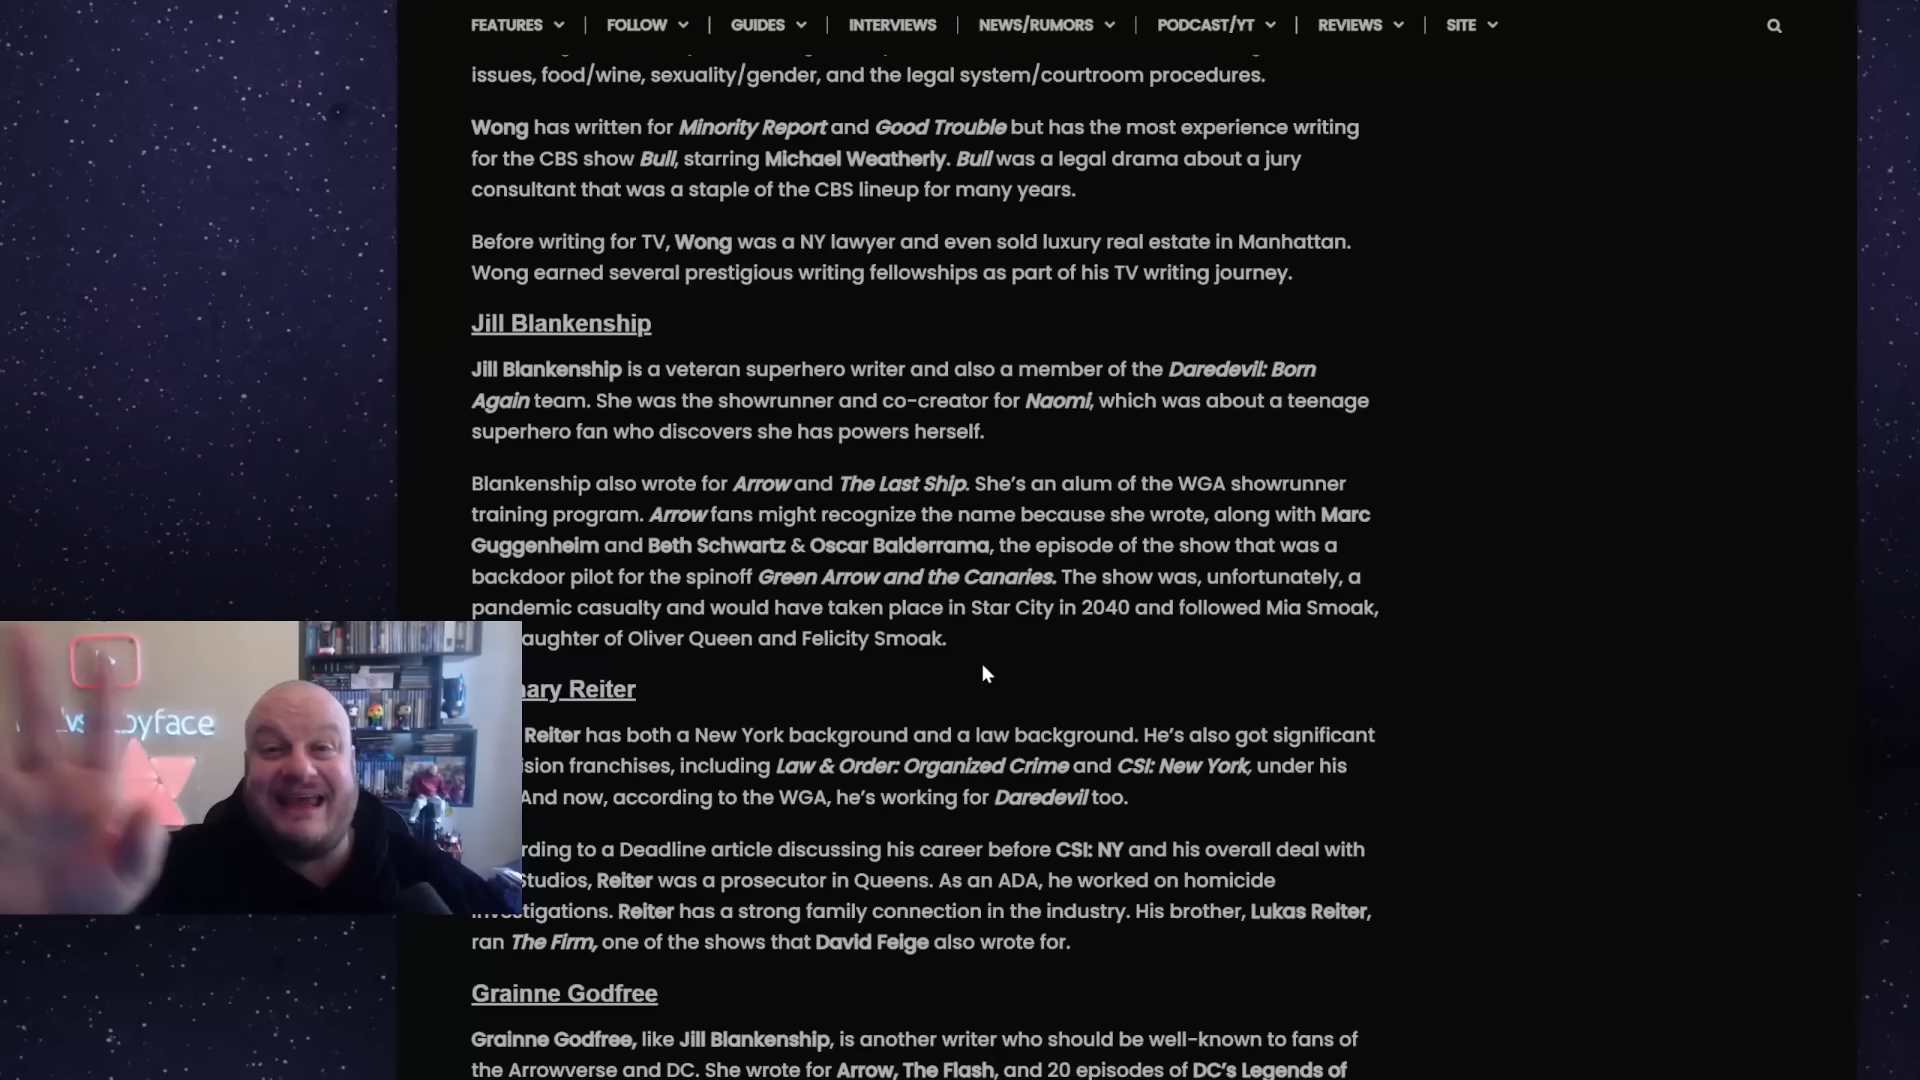 FEATURES FOLLOW GUIDES INTERVIEWS NEWS/RUMORS PODCAST/YT REVIEWS SITE
issues, food/wine, sexuality/gender, and the legal system/courtroom procedures.
Wong has written for Minority Report and Good Trouble but has the most experience writing
for the CBS show Bull, starring Michael Weatherly. Bull was a legal drama about a jury
consultant that was a staple of the CBS lineup for many years.
Before writing for TV, Wong was a NY lawyer and even sold luxury real estate in Manhattan.
Wong earned several prestigious writing fellowships as part of his TV writing journey.
Jill Blankenship
Jill Blankenship is a veteran superhero writer and also a member of the Daredevil: Born
Again team. She was the showrunner and co-creator for Naomi, which was about a teenage
superhero fan who discovers she has powers herself.
Blankenship also wrote for Arrow and The Last Ship. She's an alum of the WGA showrunner
training program. Arrow fans might recognize the name because she wrote, along with Marc
Guggenheim and Beth Schwartz & Oscar Balderrama, the episode of the show that was a
backdoor pilot for the spinoff Green Arrow and the Canaries. The show was, unfortunately, a
pandemic casualty and would have taken place in Star City in 2040 and followed Mia Smoak,
aughter of Oliver Queen and Felicity Smoak.
ary Reiter
Reiter has both a New York background and a law background. He's also got significant
ision franchises, including Law & Order: Organized Crime and CSI: New York, under his
And now, according to the WGA, he's working for Daredevil too.
rding to a Deadline article discussing his career before CSI: NY and his overall deal with
Studios, Reiter was a prosecutor in Queens. As an ADA, he worked on homicide
tigations. Reiter has a strong family connection in the industry. His brother, Lukas Reiter,
ran The Firm, one of the shows that David Feige also wrote for.
Grainne Godfree
Grainne Godfree, like Jill Blankenship, is another writer who should be well-known to fans of
the Arrowverse and DC. She wrote for Arrow, The Flash, and 20 episodes of DC's Legends of